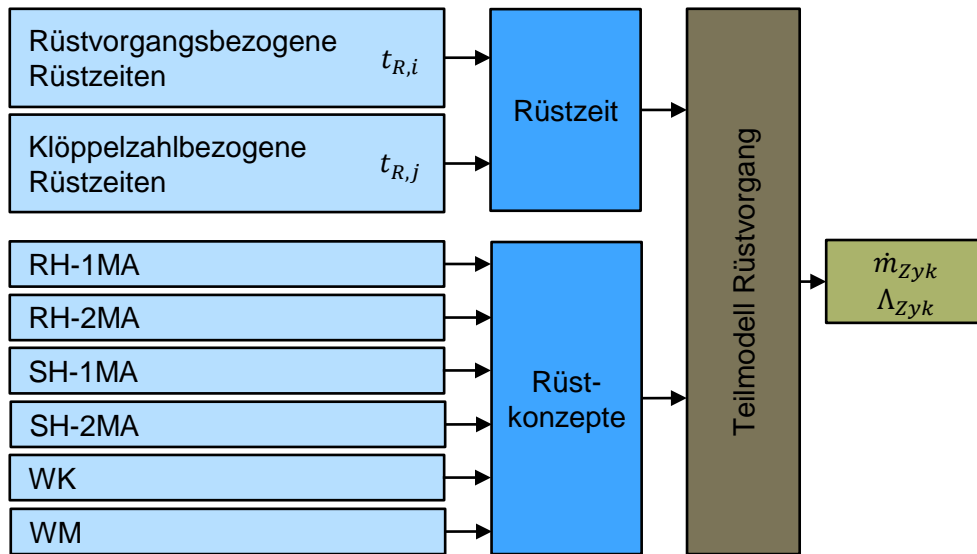 Rüstvorgangsbezogene
Rüstzeiten
t_{R,i}
Klöppelzahlbezogene
Rüstzeiten
t_{R,j}
Rüstzeit
RH-1MA
RH-2MA
SH-1MA
SH-2MA
WK
WM
Rüst-
konzepte
Teilmodell Rüstvorgang
ṁ_{Zyk}
Λ_{Zyk}